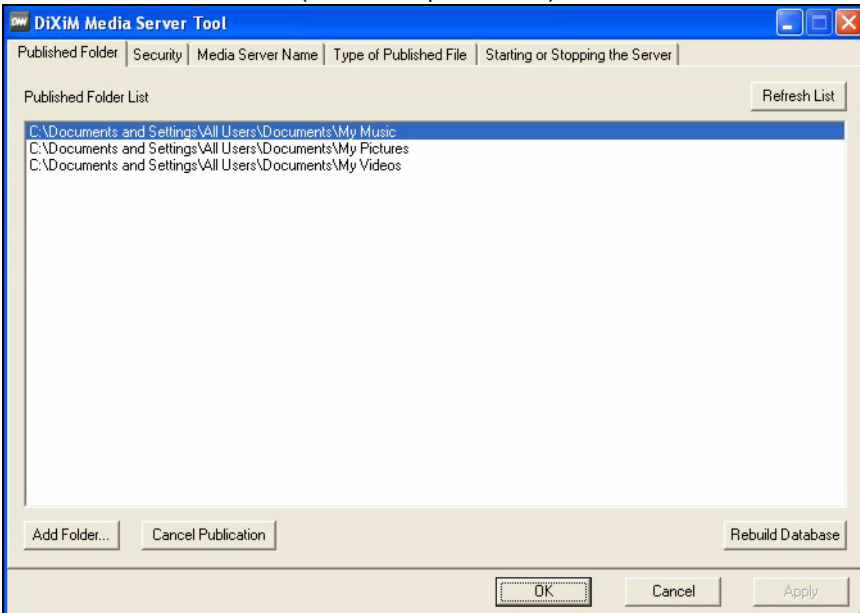 DiXiM Media Server Tool
Published Folder Security Media Server Name Type of Published File Starting or Stopping the Server
Published Folder List
Refresh List
C:\Documents and Settings\All Users\Documents\My Music
C:\Documents and Settings\All Users\Documents\My Pictures
C:\Documents and Settings\All Users\Documents\My Videos
Add Folder... Cancel Publication Rebuild Database
OK Cancel Apply